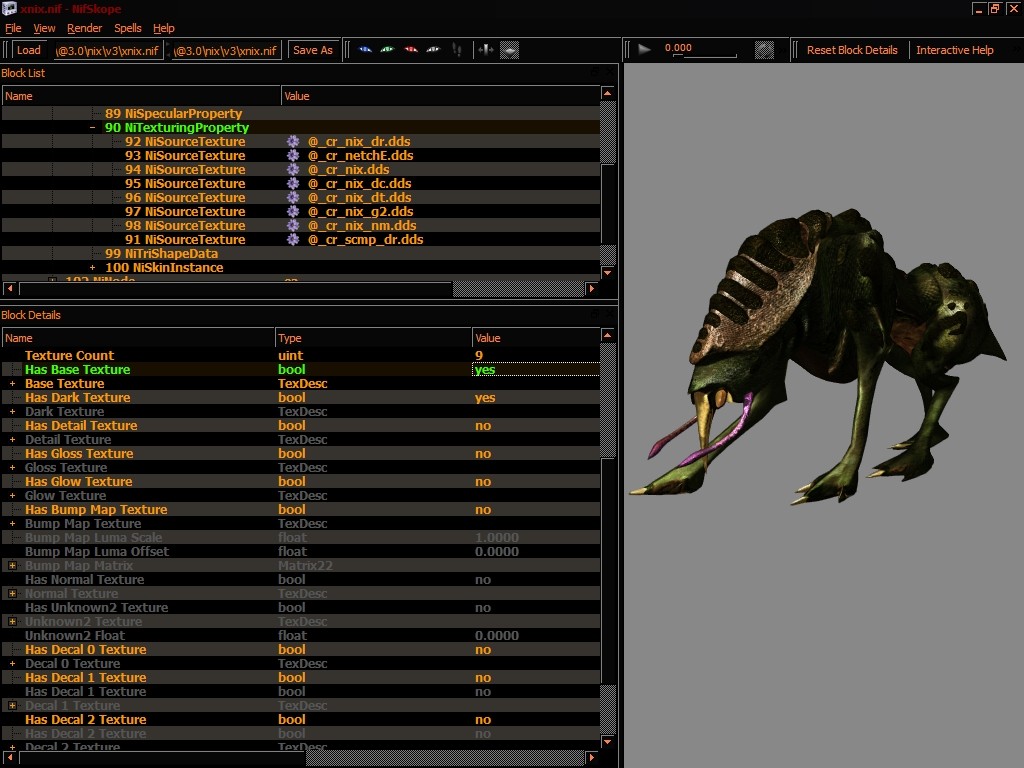 xnix.nif - NifSkope
File View Render Spells Help
Load \@3.0\nix\v3\xnix.nif \@3.0\nix\v3\xnix.nif Save As 0.000 Reset Block Details Interactive Help
Block List
Name Value
89 NiSpecularProperty
90 NiTexturingProperty
92 NiSourceTexture @_cr_nix_dr.dds
93 NiSourceTexture @_cr_netchE.dds
94 NiSourceTexture @_cr_nix.dds
95 NiSourceTexture @_cr_nix_dc.dds
96 NiSourceTexture @_cr_nix_dt.dds
97 NiSourceTexture @_cr_nix_g2.dds
98 NiSourceTexture @_cr_nix_nm.dds
91 NiSourceTexture @_cr_scmp_dr.dds
99 NiTriShapeData
100 NiSkinInstance
Block Details
Name Type Value
Texture Count uint 9
Has Base Texture bool yes
Base Texture TexDesc
Has Dark Texture bool yes
Dark Texture TexDesc
Has Detail Texture bool no
Detail Texture TexDesc
Has Gloss Texture bool no
Gloss Texture TexDesc
Has Glow Texture bool no
Glow Texture TexDesc
Has Bump Map Texture bool no
Bump Map Texture TexDesc
Bump Map Luma Scale float 1.0000
Bump Map Luma Offset float 0.0000
Bump Map Matrix Matrix22
Has Normal Texture bool no
Normal Texture TexDesc
Has Unknown2 Texture bool no
Unknown2 Texture TexDesc
Unknown2 Float float 0.0000
Has Decal 0 Texture bool no
Decal 0 Texture TexDesc
Has Decal 1 Texture bool no
Has Decal 1 Texture bool no
Decal 1 Texture TexDesc
Has Decal 2 Texture bool no
Has Decal 2 Texture bool no
Decal 2 Texture TexDesc